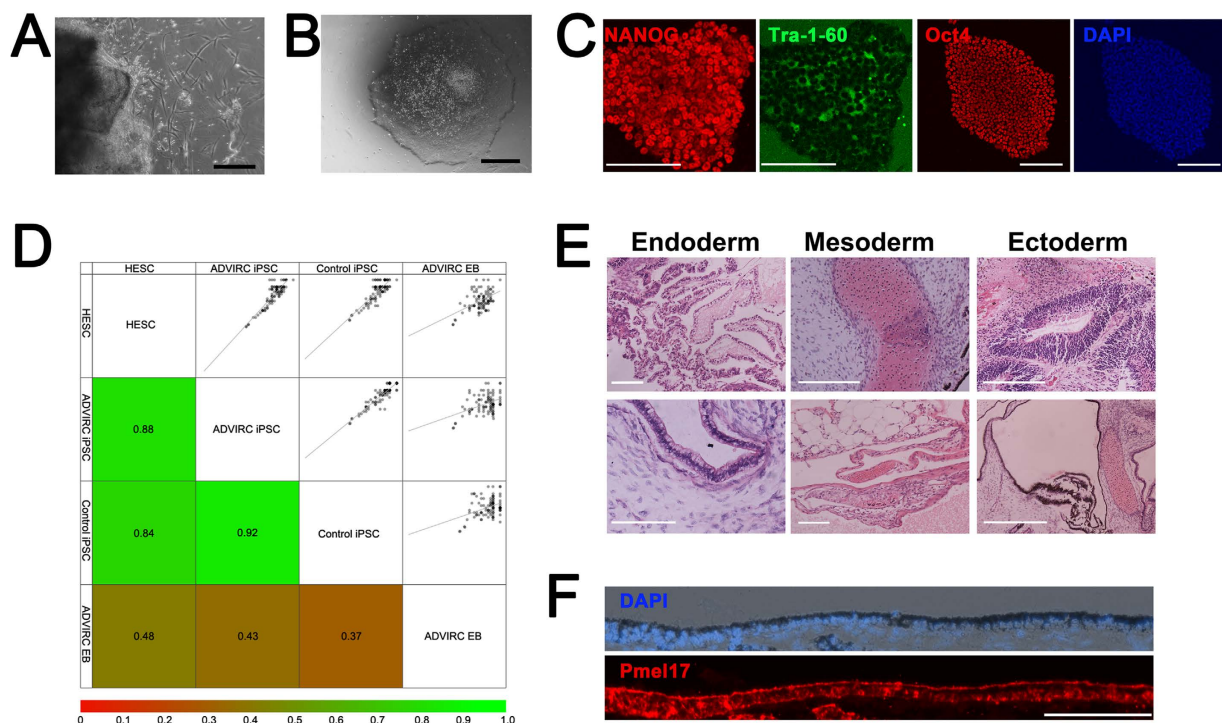 A
B
C
NANOG
Tra-1-60
Oct4
DAPI
D
HESC
ADVIRC iPSC
Control iPSC
ADVIRC EB
HESC
HESC
ADVIRC iPSC
0.88
ADVIRC iPSC
Control iPSC
0.84
0.92
Control iPSC
ADVIRC EB
0.48
0.43
0.37
ADVIRC EB
0 0.1 0.2 0.3 0.4 0.5 0.6 0.7 0.8 0.9 1.0
E
Endoderm
Mesoderm
Ectoderm
F
DAPI
Pmel17